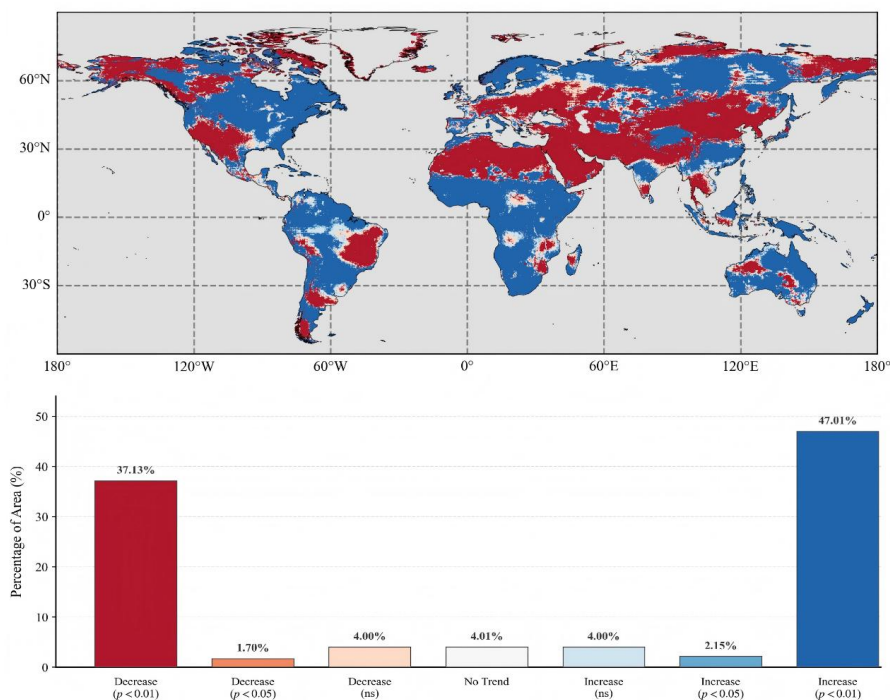 60°N
30°N
0°
30°S
180° 120°W 60°W 0° 60°E 120°E 180°
Percentage of Area (%)
50
40
30
20
10
0
37.13%
1.70%
4.00%
4.01%
4.00%
2.15%
47.01%
Decrease
(p < 0.01)
Decrease
(p < 0.05)
Decrease
(ns)
No Trend
Increase
(ns)
Increase
(p < 0.05)
Increase
(p < 0.01)